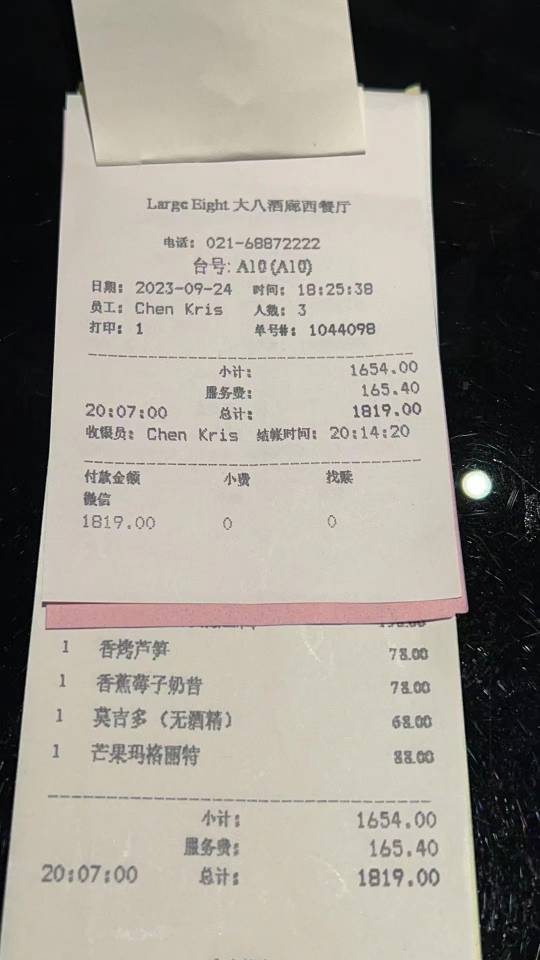 Large Eight 大八酒廊西餐厅
电话: 021-68872222
台号: A10(A10)
日期: 2023-09-24 时间: 18:25:38
员工: Chen Kris 人数: 3
打印: 1 单号#: 1044098
小计: 1654.00
服务费: 165.40
20:07:00 总计: 1819.00
收银员: Chen Kris 结帐时间: 20:14:20
付款金额 小费 找赎
微信
1819.00 0 0
1 香烤芦笋 78.00
1 香蕉莓子奶昔 78.00
1 莫吉多（无酒精） 68.00
1 芒果玛格丽特 88.00
小计: 1654.00
服务费: 165.40
20:07:00 总计: 1819.00